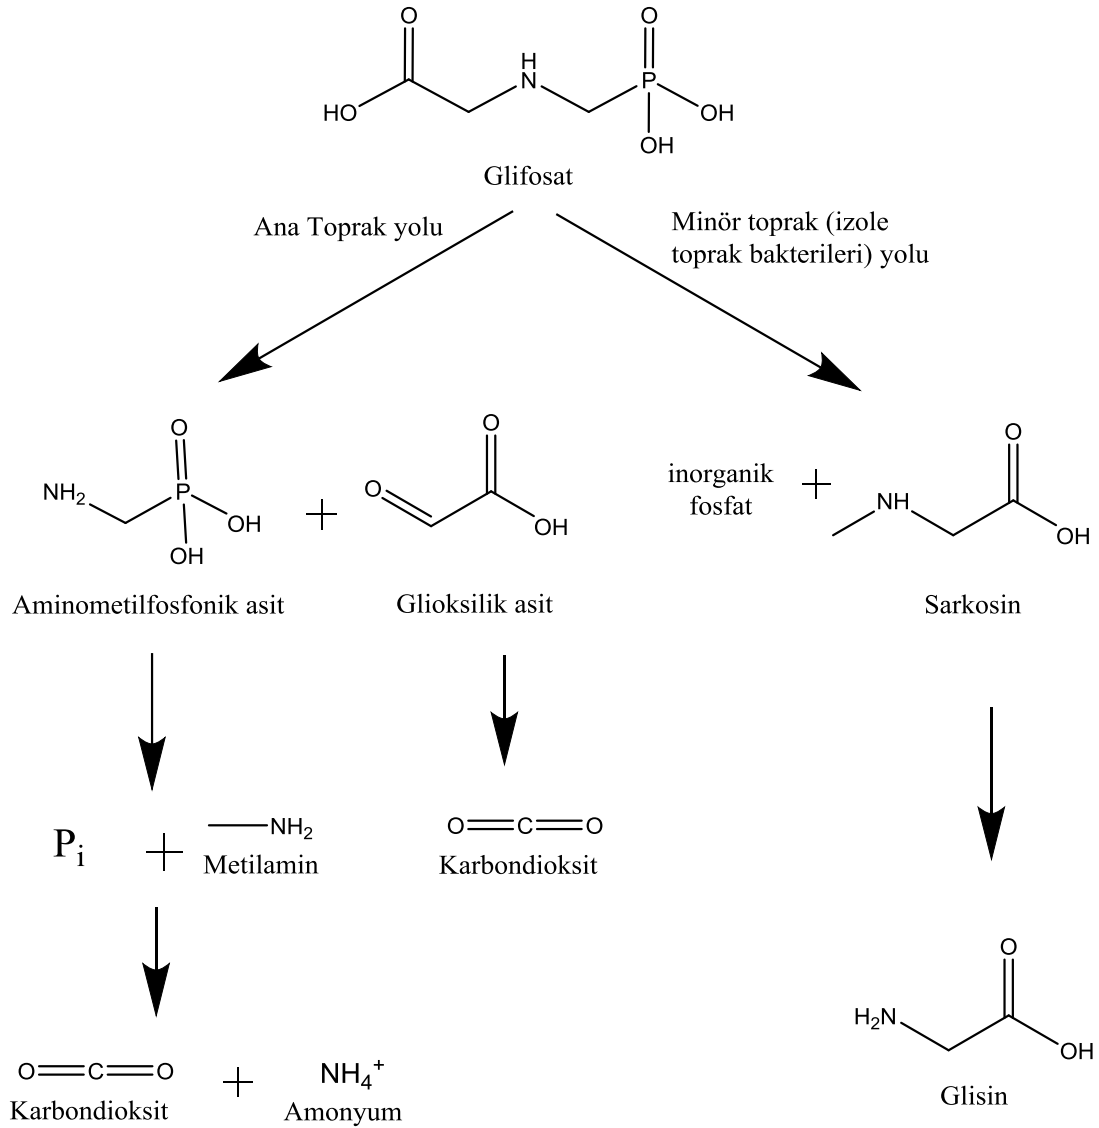 O
O
H
N
P
HO
OH
OH
Glifosat
Ana Toprak yolu
Minör toprak (izole
toprak bakterileri) yolu
O
NH₂
P
OH
OH
+
O
O
OH
inorganik
fosfat
+
O
NH
OH
Aminometilfosfonik asit
Glioksilik asit
Sarkosin
Pᵢ
+
NH₂
Metilamin
O=C=O
Karbondioksit
O
H₂N
OH
Glisin
O=C=O
Karbondioksit
+
NH₄⁺
Amonyum